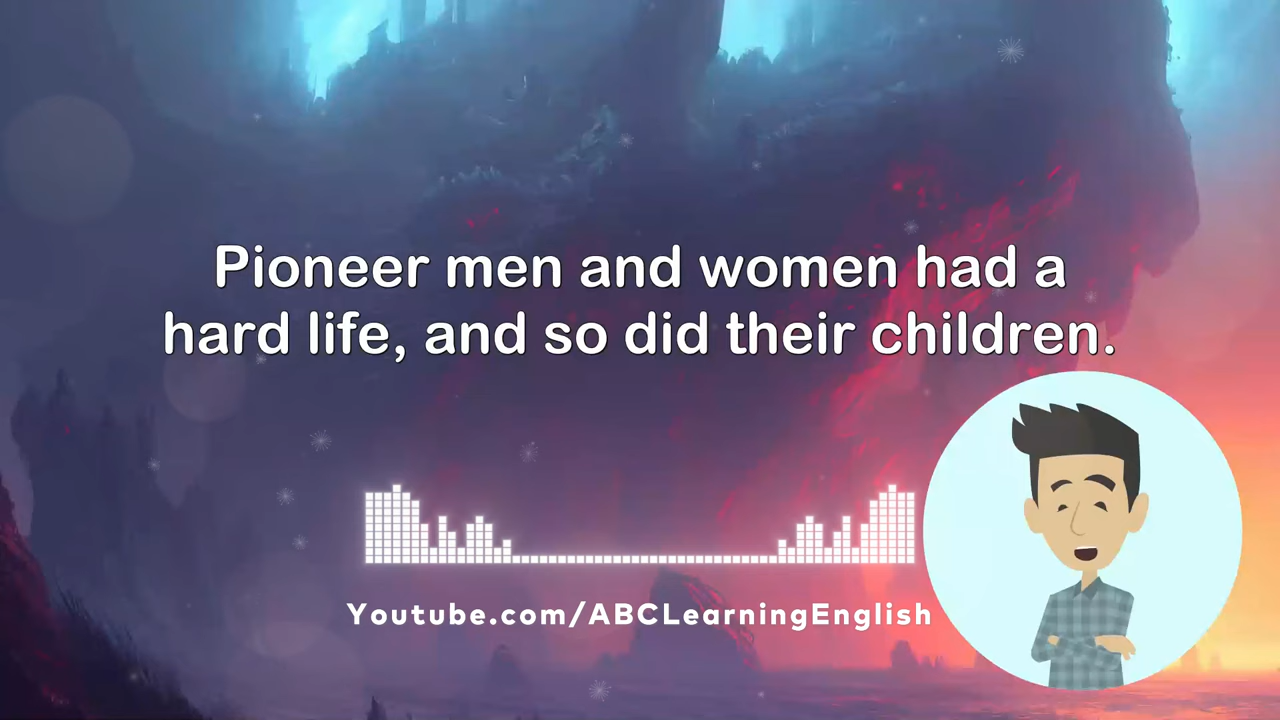 Pioneer men and women had a
hard life, and so did their children.
Youtube.com/ABCLearningEnglish